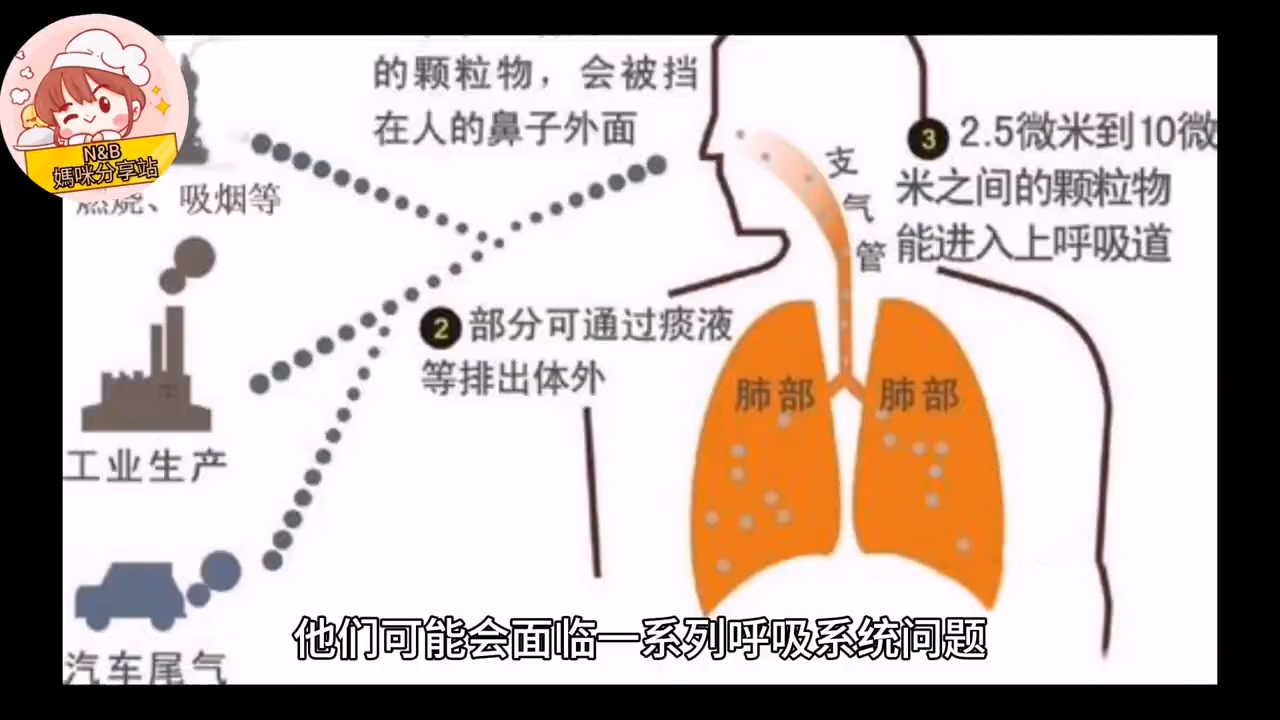 N&B
媽咪分享站
的颗粒物，会被挡
在人的鼻子外面
燃烧、吸烟等
支气管
❸ 2.5微米到10微
米之间的颗粒物
能进入上呼吸道
❷ 部分可通过痰液
等排出体外
肺部
肺部
工业生产
汽车尾气
他们可能会面临一系列呼吸系统问题